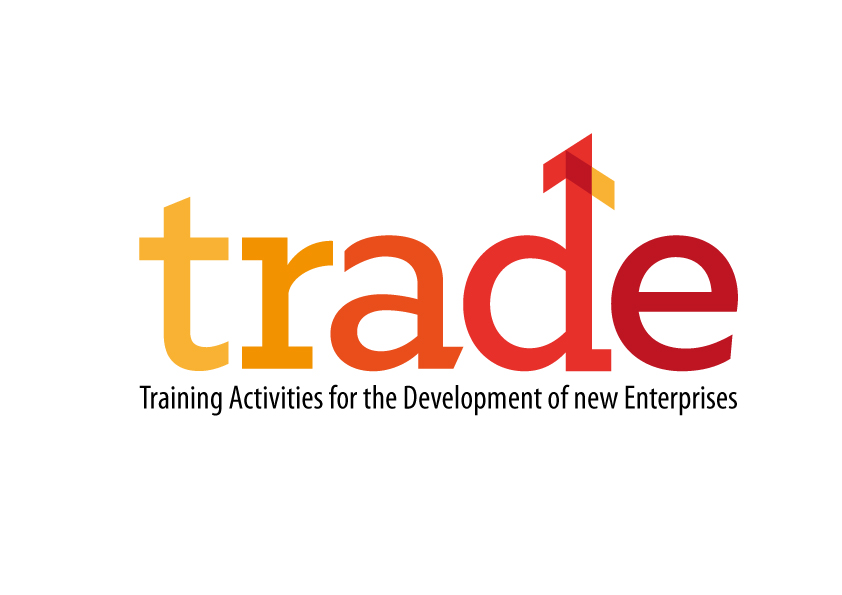 trade
Training Activities for the Development of new Enterprises